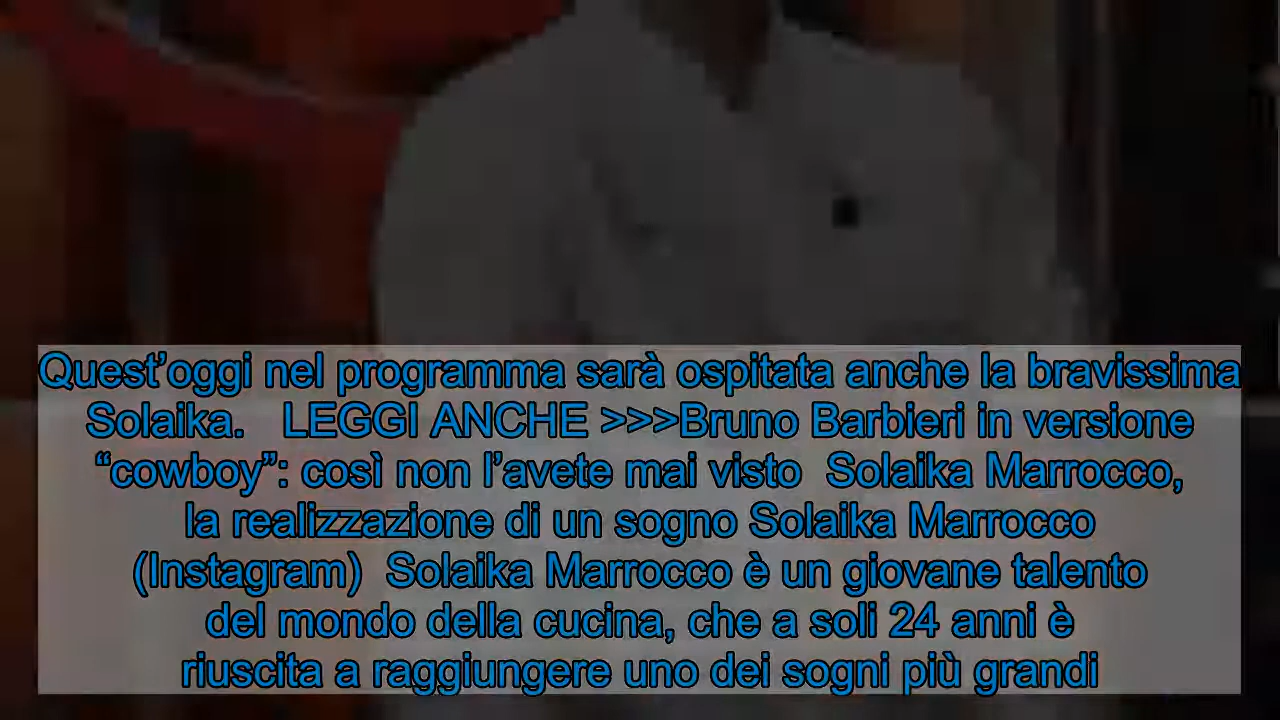 Quest’oggi nel programma sarà ospitata anche la bravissima
Solaika.   LEGGI ANCHE >>>Bruno Barbieri in versione
“cowboy”: così non l’avete mai visto  Solaika Marrocco,
la realizzazione di un sogno Solaika Marrocco
(Instagram)  Solaika Marrocco è un giovane talento
del mondo della cucina, che a soli 24 anni è
riuscita a raggiungere uno dei sogni più grandi